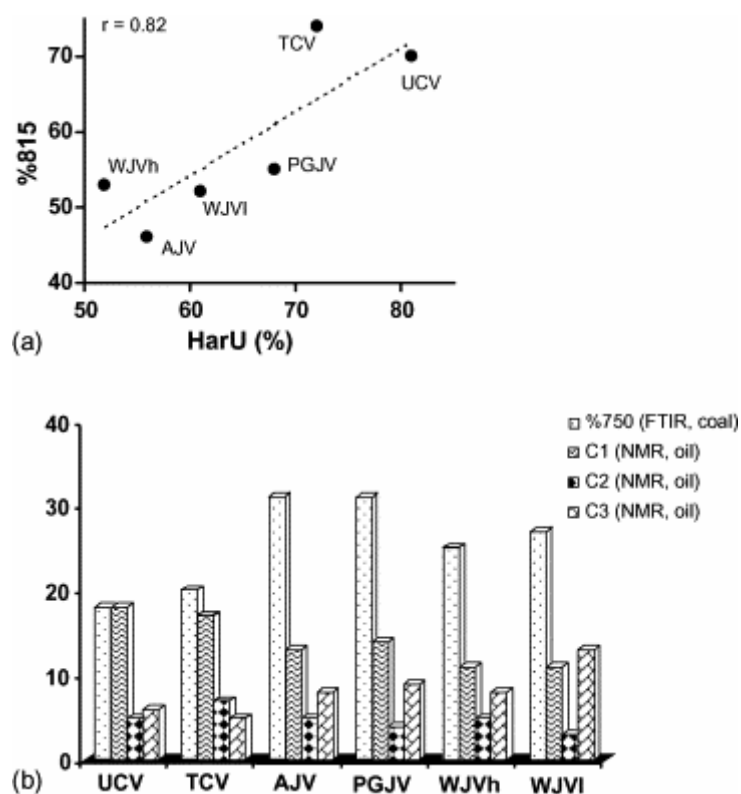 r = 0.82
TCV
70
UCV
%815
60
WJVh
PGJV
50
WJVl
AJV
40
50 60 70 80
(a) HarU (%)
40
%750 (FTIR, coal)
C1 (NMR, oil)
30
C2 (NMR, oil)
C3 (NMR, oil)
20
10
0
(b) UCV TCV AJV PGJV WJVh WJVl